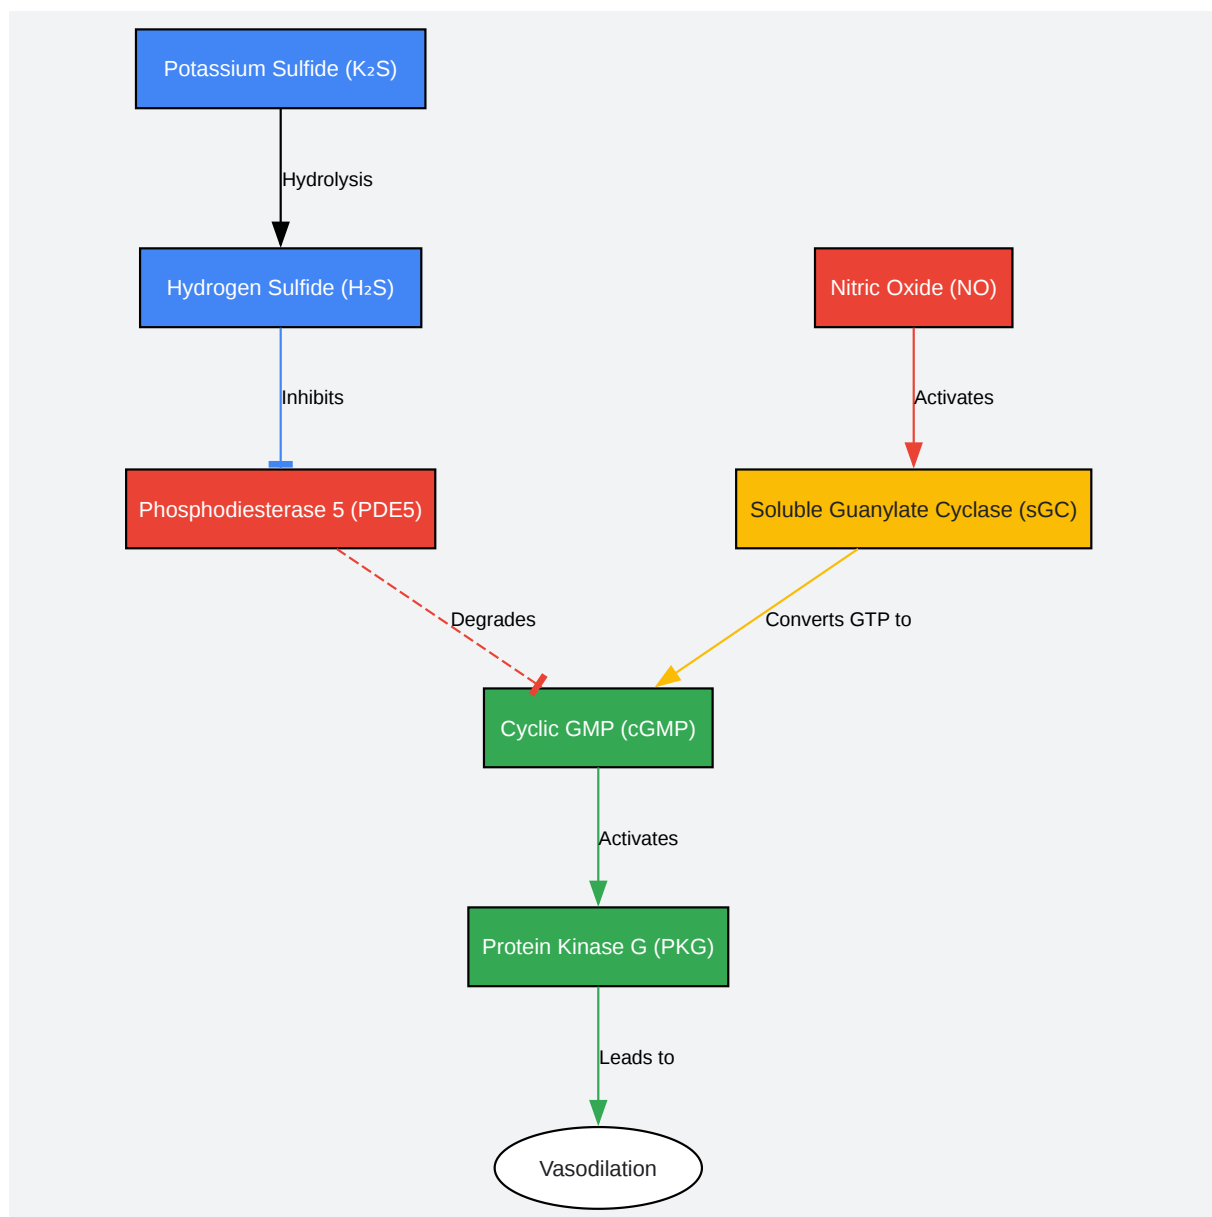 Potassium Sulfide (K₂S)
Hydrolysis
Hydrogen Sulfide (H₂S)
Nitric Oxide (NO)
Inhibits
Activates
Phosphodiesterase 5 (PDE5)
Soluble Guanylate Cyclase (sGC)
Degrades
Converts GTP to
Cyclic GMP (cGMP)
Activates
Protein Kinase G (PKG)
Leads to
Vasodilation